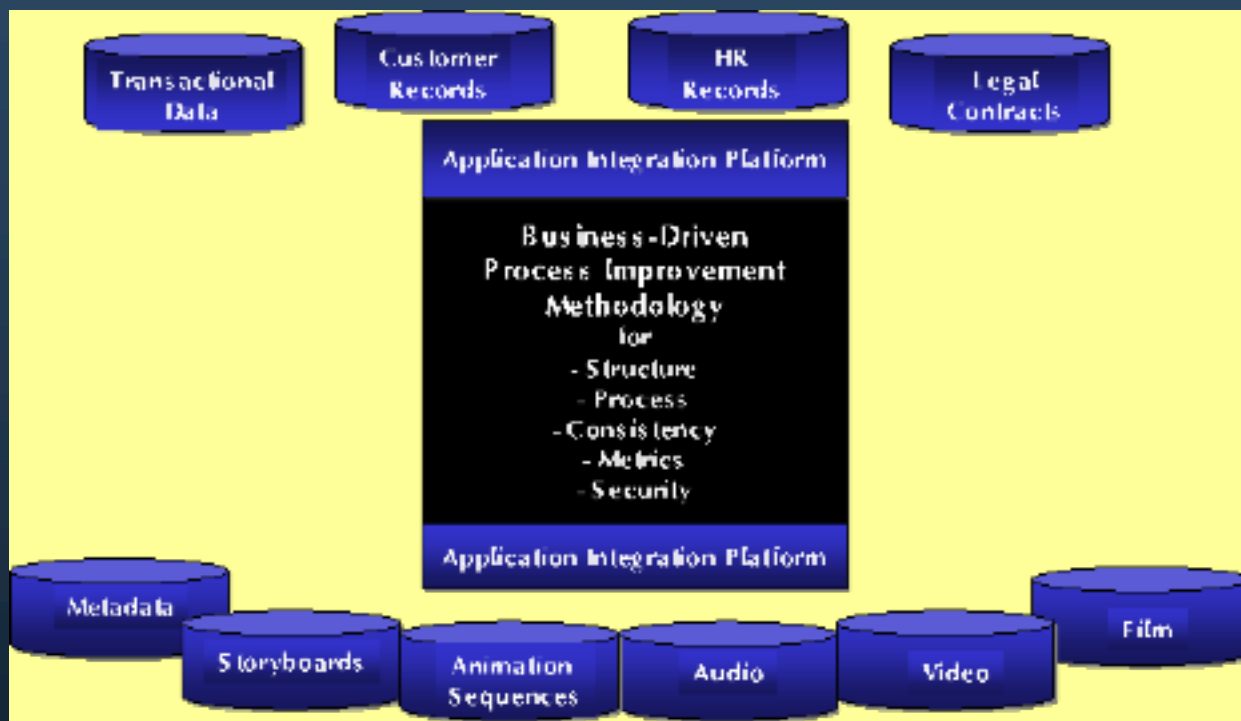 Transactional
Data
Customer
Records
HR
Records
Legal
Contracts
Application Integration Platform
Business-Driven
Process Improvement
Methodology
for
- Structure
- Process
- Consistency
- Metrics
- Security
Application Integration Platform
Metadata
Storyboards
Animation
Sequences
Audio
Video
Film